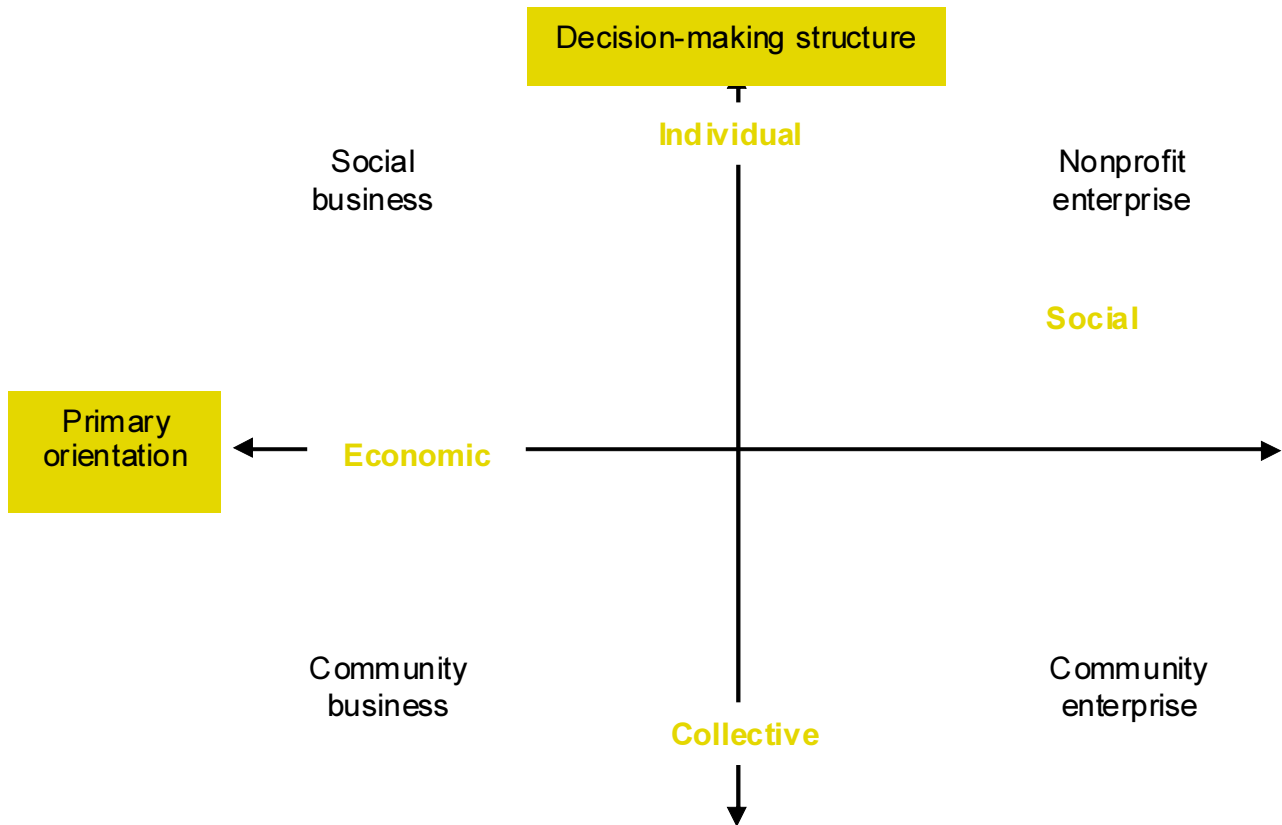 Decision-making structure
Individual
Social
business
Nonprofit
enterprise
Social
Primary
orientation
Economic
Community
business
Community
enterprise
Collective